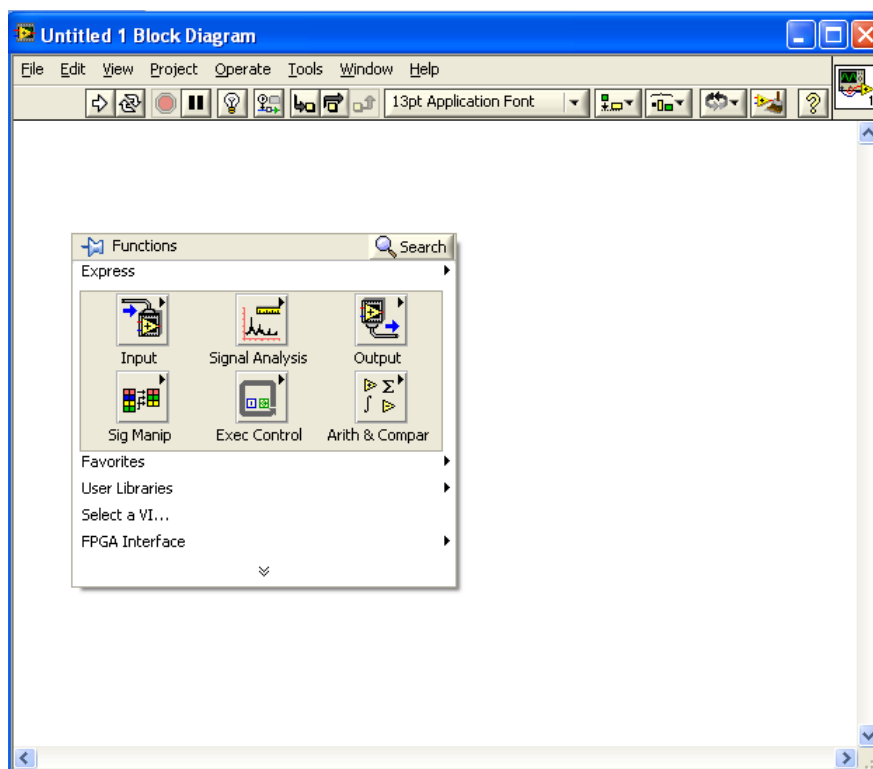 Untitled 1 Block Diagram
File Edit View Project Operate Tools Window Help
13pt Application Font
1
Functions Search
Express
Input Signal Analysis Output
Sig Manip Exec Control Arith & Compar
Favorites
User Libraries
Select a VI...
FPGA Interface